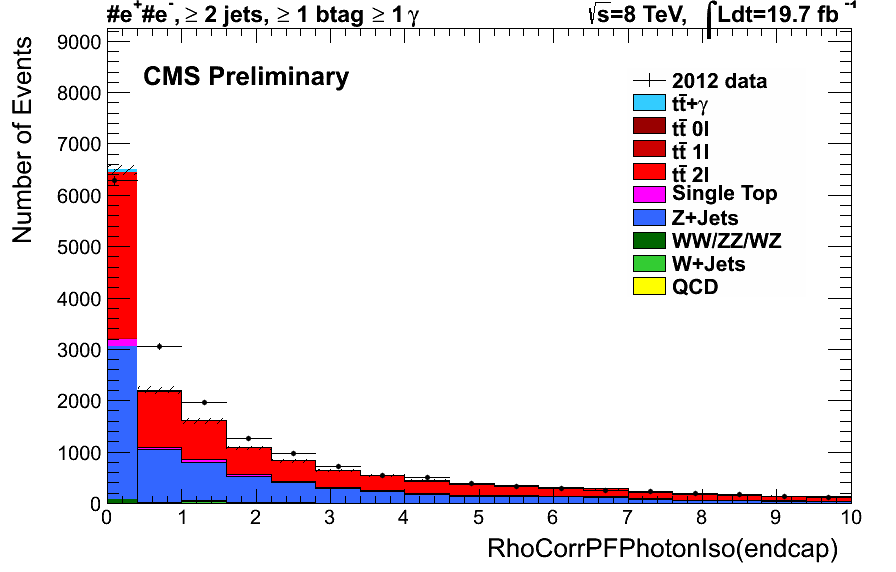 #e⁺#e⁻, ≥ 2 jets, ≥ 1 btag ≥ 1 γ
√s=8 TeV, ∫Ldt=19.7 fb⁻¹
CMS Preliminary
2012 data
tt̄+γ
tt̄ 0l
tt̄ 1l
tt̄ 2l
Single Top
Z+Jets
WW/ZZ/WZ
W+Jets
QCD
Number of Events
9000
8000
7000
6000
5000
4000
3000
2000
1000
0
0 1 2 3 4 5 6 7 8 9 10
RhoCorrPFPhotonIso(endcap)